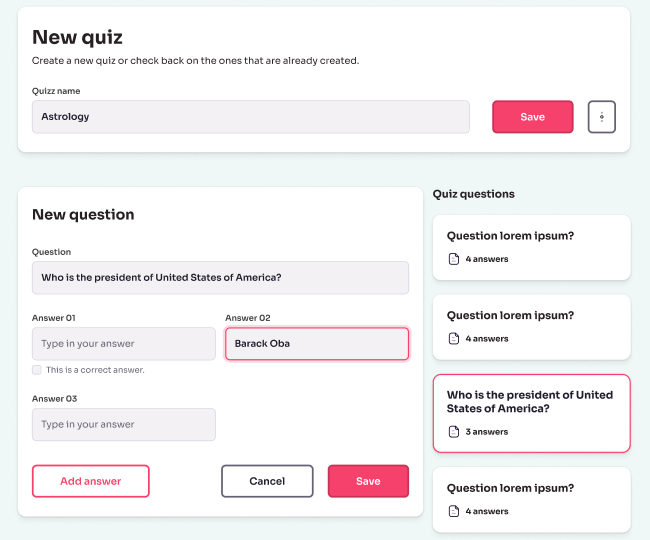 New quiz
Create a new quiz or check back on the ones that are already created.
Quizz name
Astrology
Save
New question
Question
Who is the president of United States of America?
Answer 01
Answer 02
Type in your answer
Barack Oba
This is a correct answer.
Answer 03
Type in your answer
Add answer
Cancel
Save
Quiz questions
Question lorem ipsum?
4 answers
Question lorem ipsum?
4 answers
Who is the president of United
States of America?
3 answers
Question lorem ipsum?
4 answers